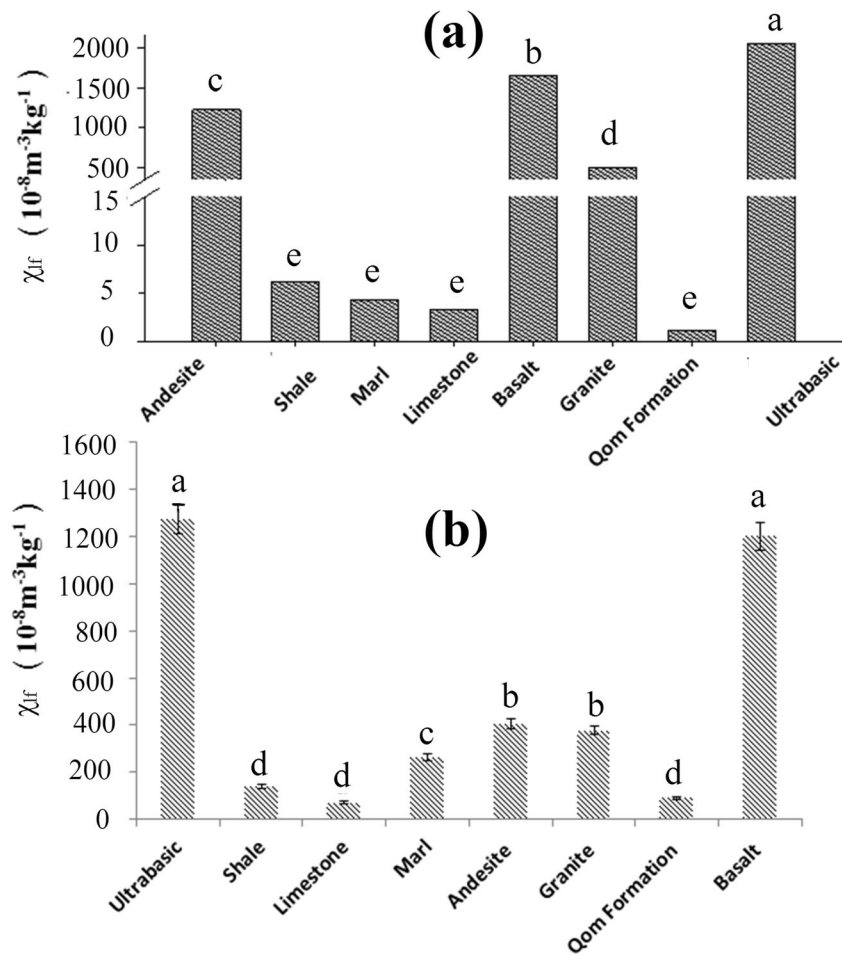 (a)
χlf ( 10-8m-3kg-1)
2000
1500
1000
500
15
10
5
0
c
e
e
e
b
d
e
a
Andesite
Shale
Marl
Limestone
Basalt
Granite
Qom Formation
Ultrabasic
(b)
χlf ( 10-8m-3kg-1)
1600
1400
1200
1000
800
600
400
200
0
a
d
d
c
b
b
d
a
Ultrabasic
Shale
Limestone
Marl
Andesite
Granite
Qom Formation
Basalt